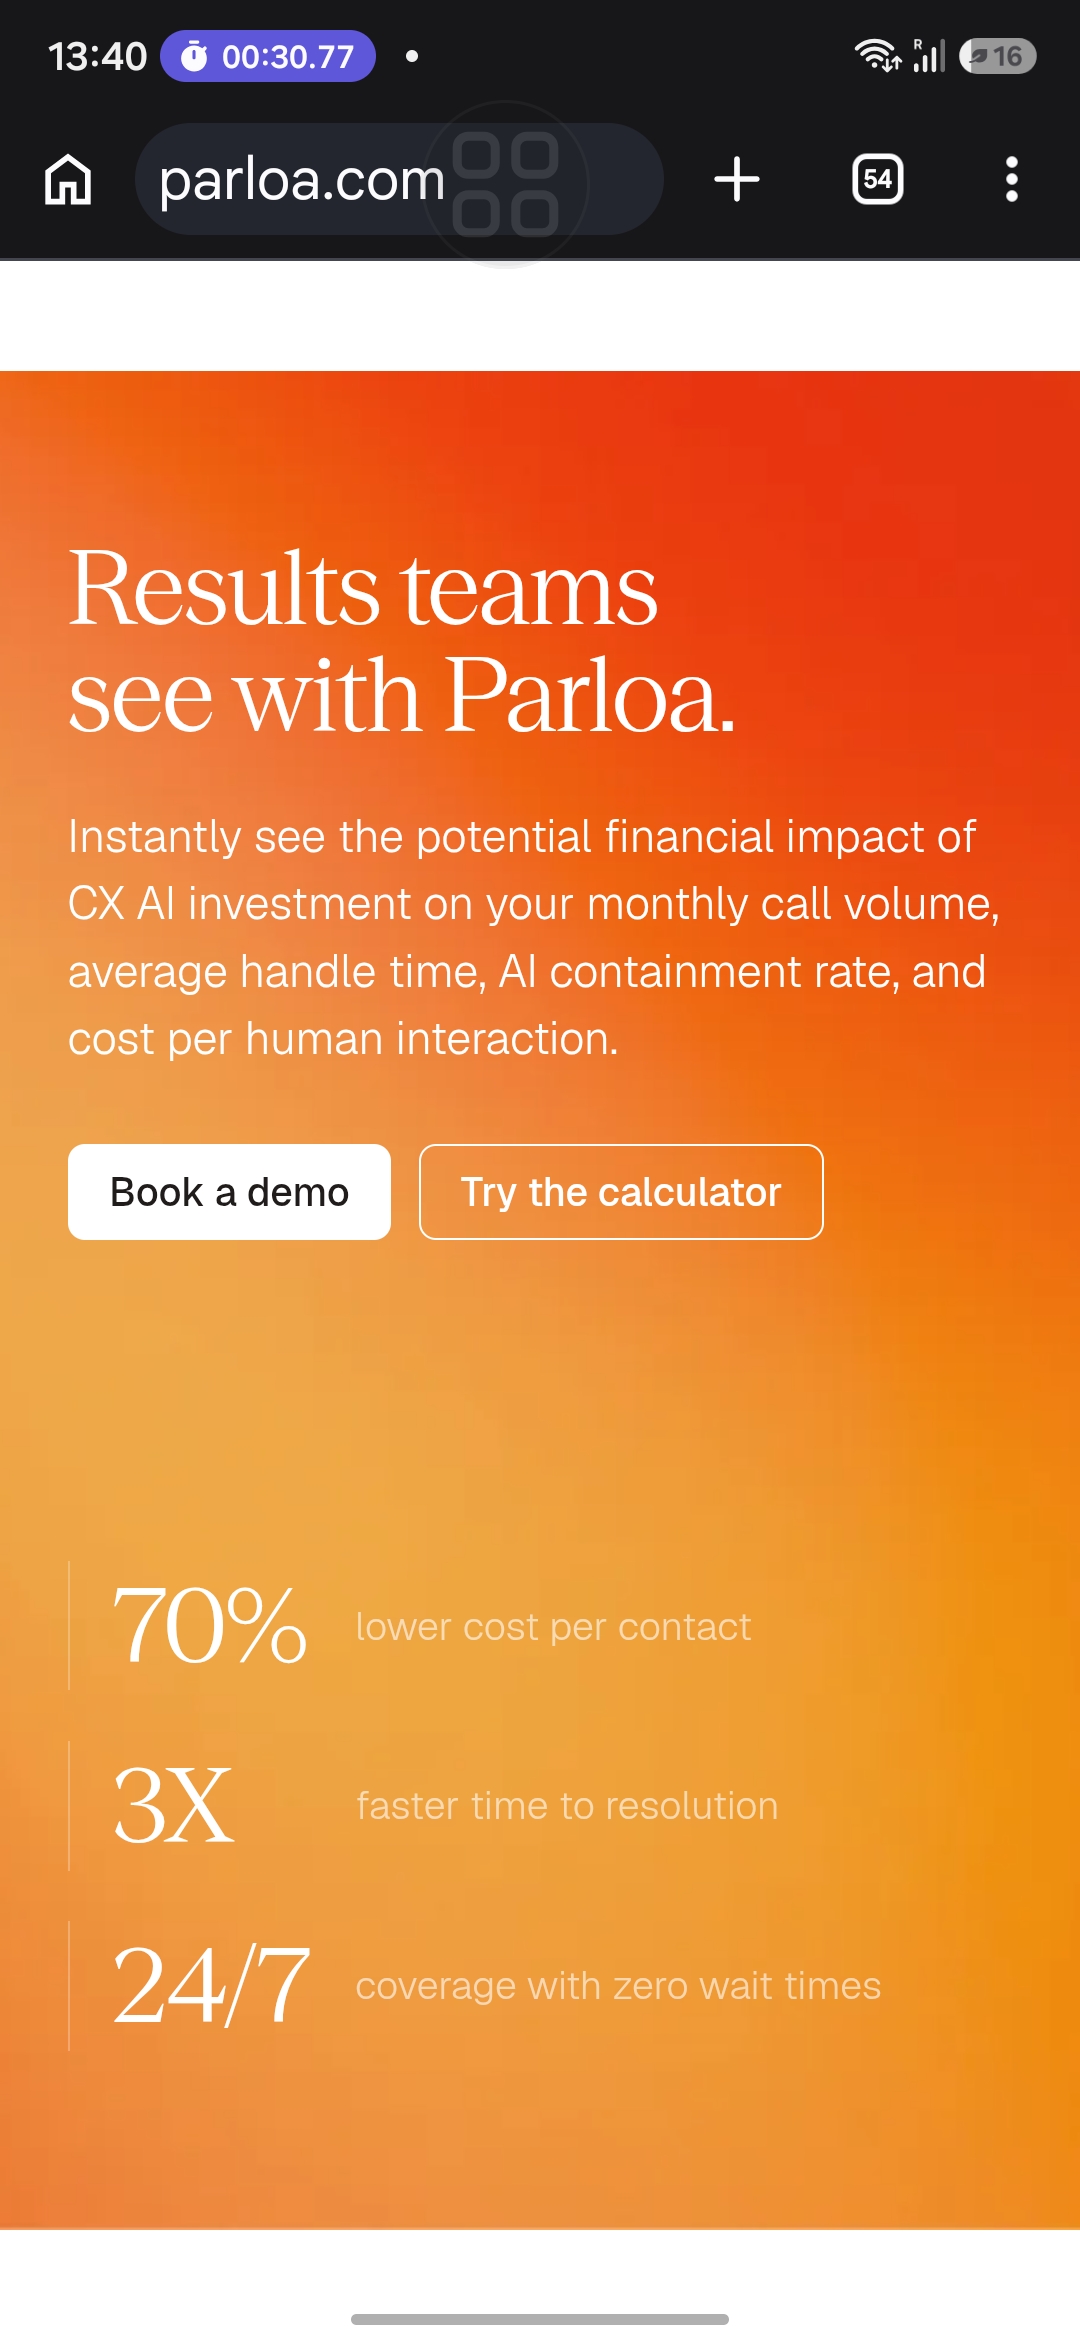 13:40 00:30.77 R 16
parloa.com 54
Results teams
see with Parloa.
Instantly see the potential financial impact of
CX AI investment on your monthly call volume,
average handle time, AI containment rate, and
cost per human interaction.
Book a demo Try the calculator
70% lower cost per contact
3X faster time to resolution
24/7 coverage with zero wait times